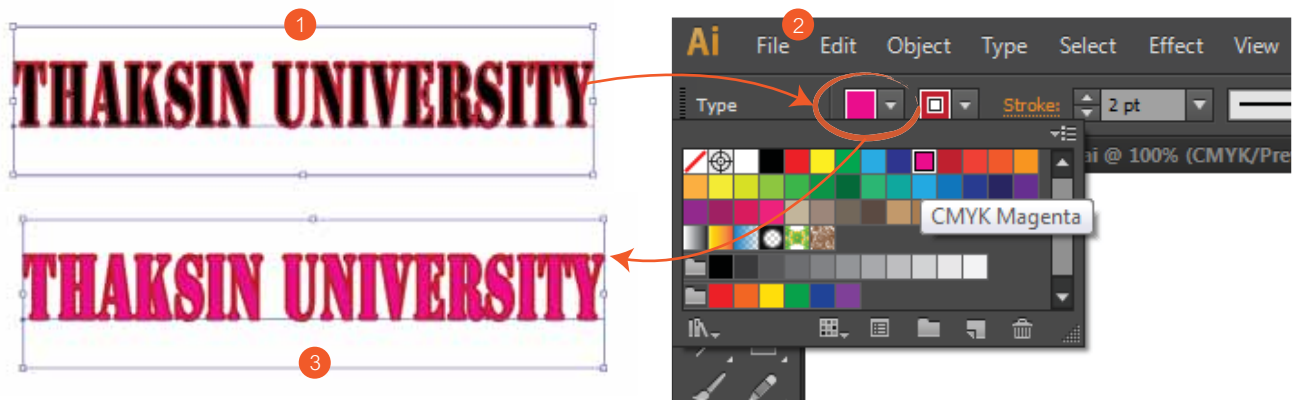 1
THAKSIN UNIVERSITY
2
Ai File Edit Object Type Select Effect View
Type Stroke: 2 pt
ai @ 100% (CMYK/Pre
CMYK Magenta
THAKSIN UNIVERSITY
3